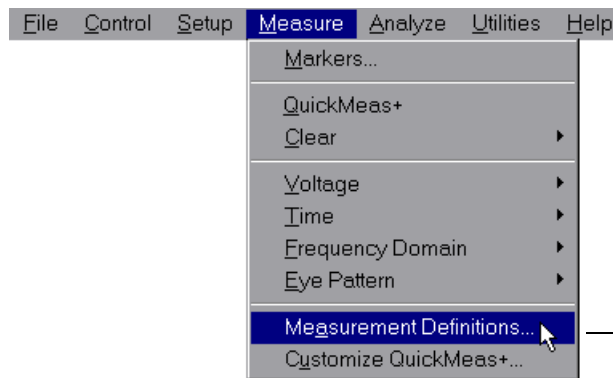 File Control Setup Measure Analyze Utilities Help
Markers...
QuickMeas+
Clear
Voltage
Time
Frequency Domain
Eye Pattern
Measurement Definitions...
Customize QuickMeas+...